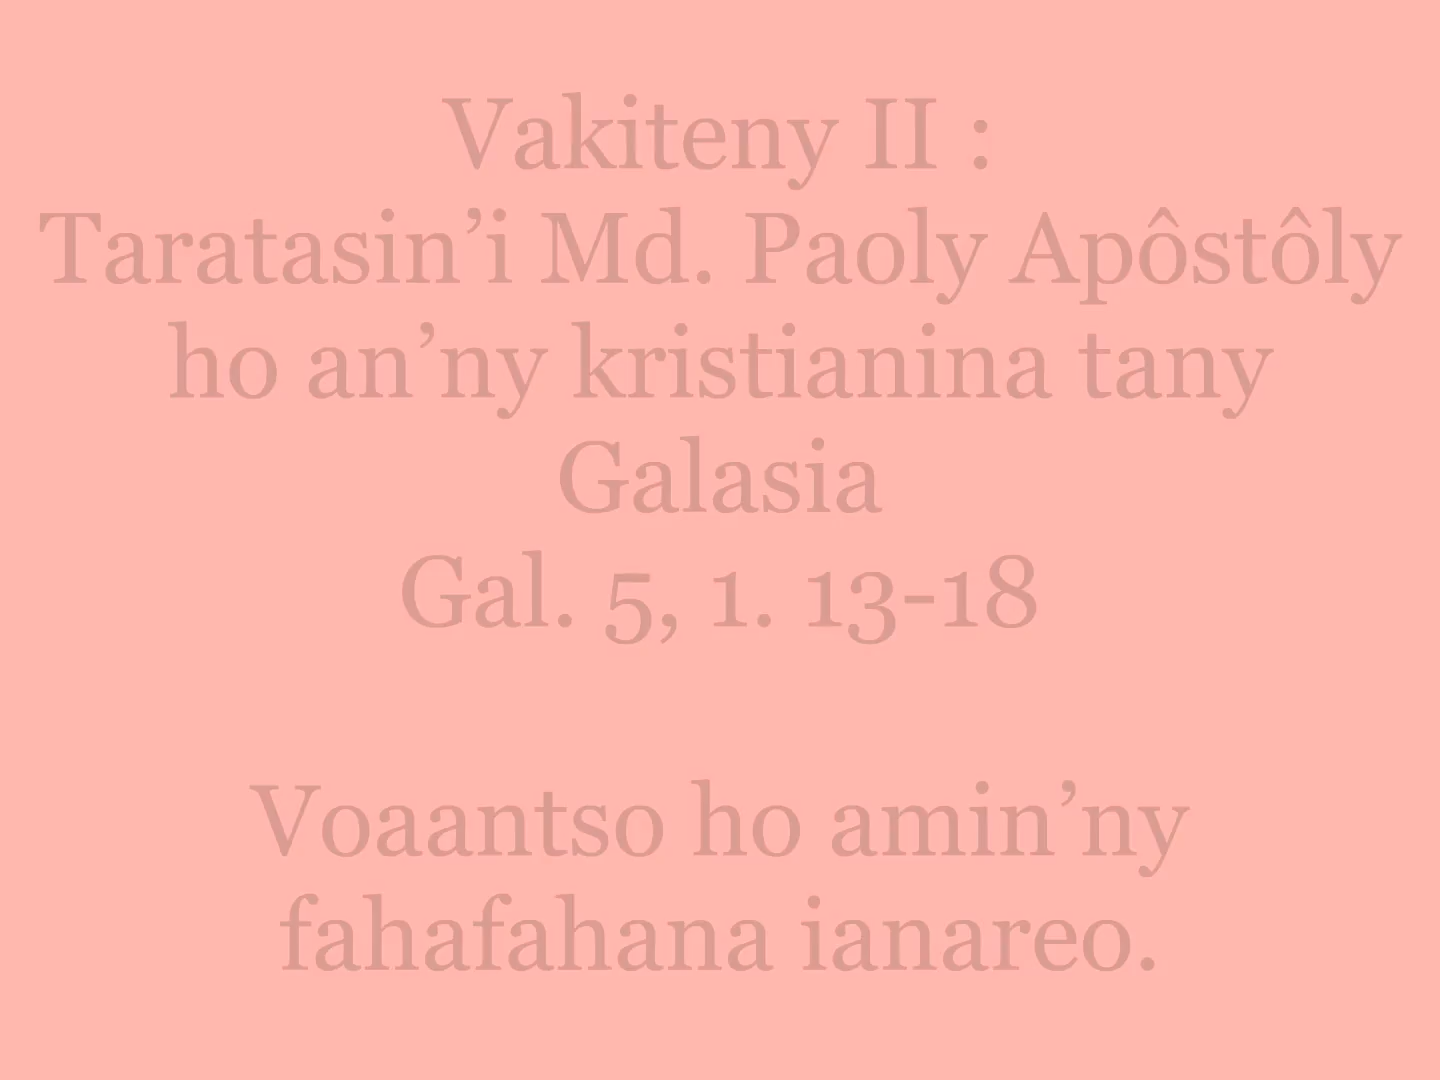 Vakiteny II :
Taratasin’i Md. Paoly Apôstôly
ho an’ny kristianina tany
Galasia
Gal. 5, 1. 13-18
Voaantso ho amin’ny
fahafahana ianareo.